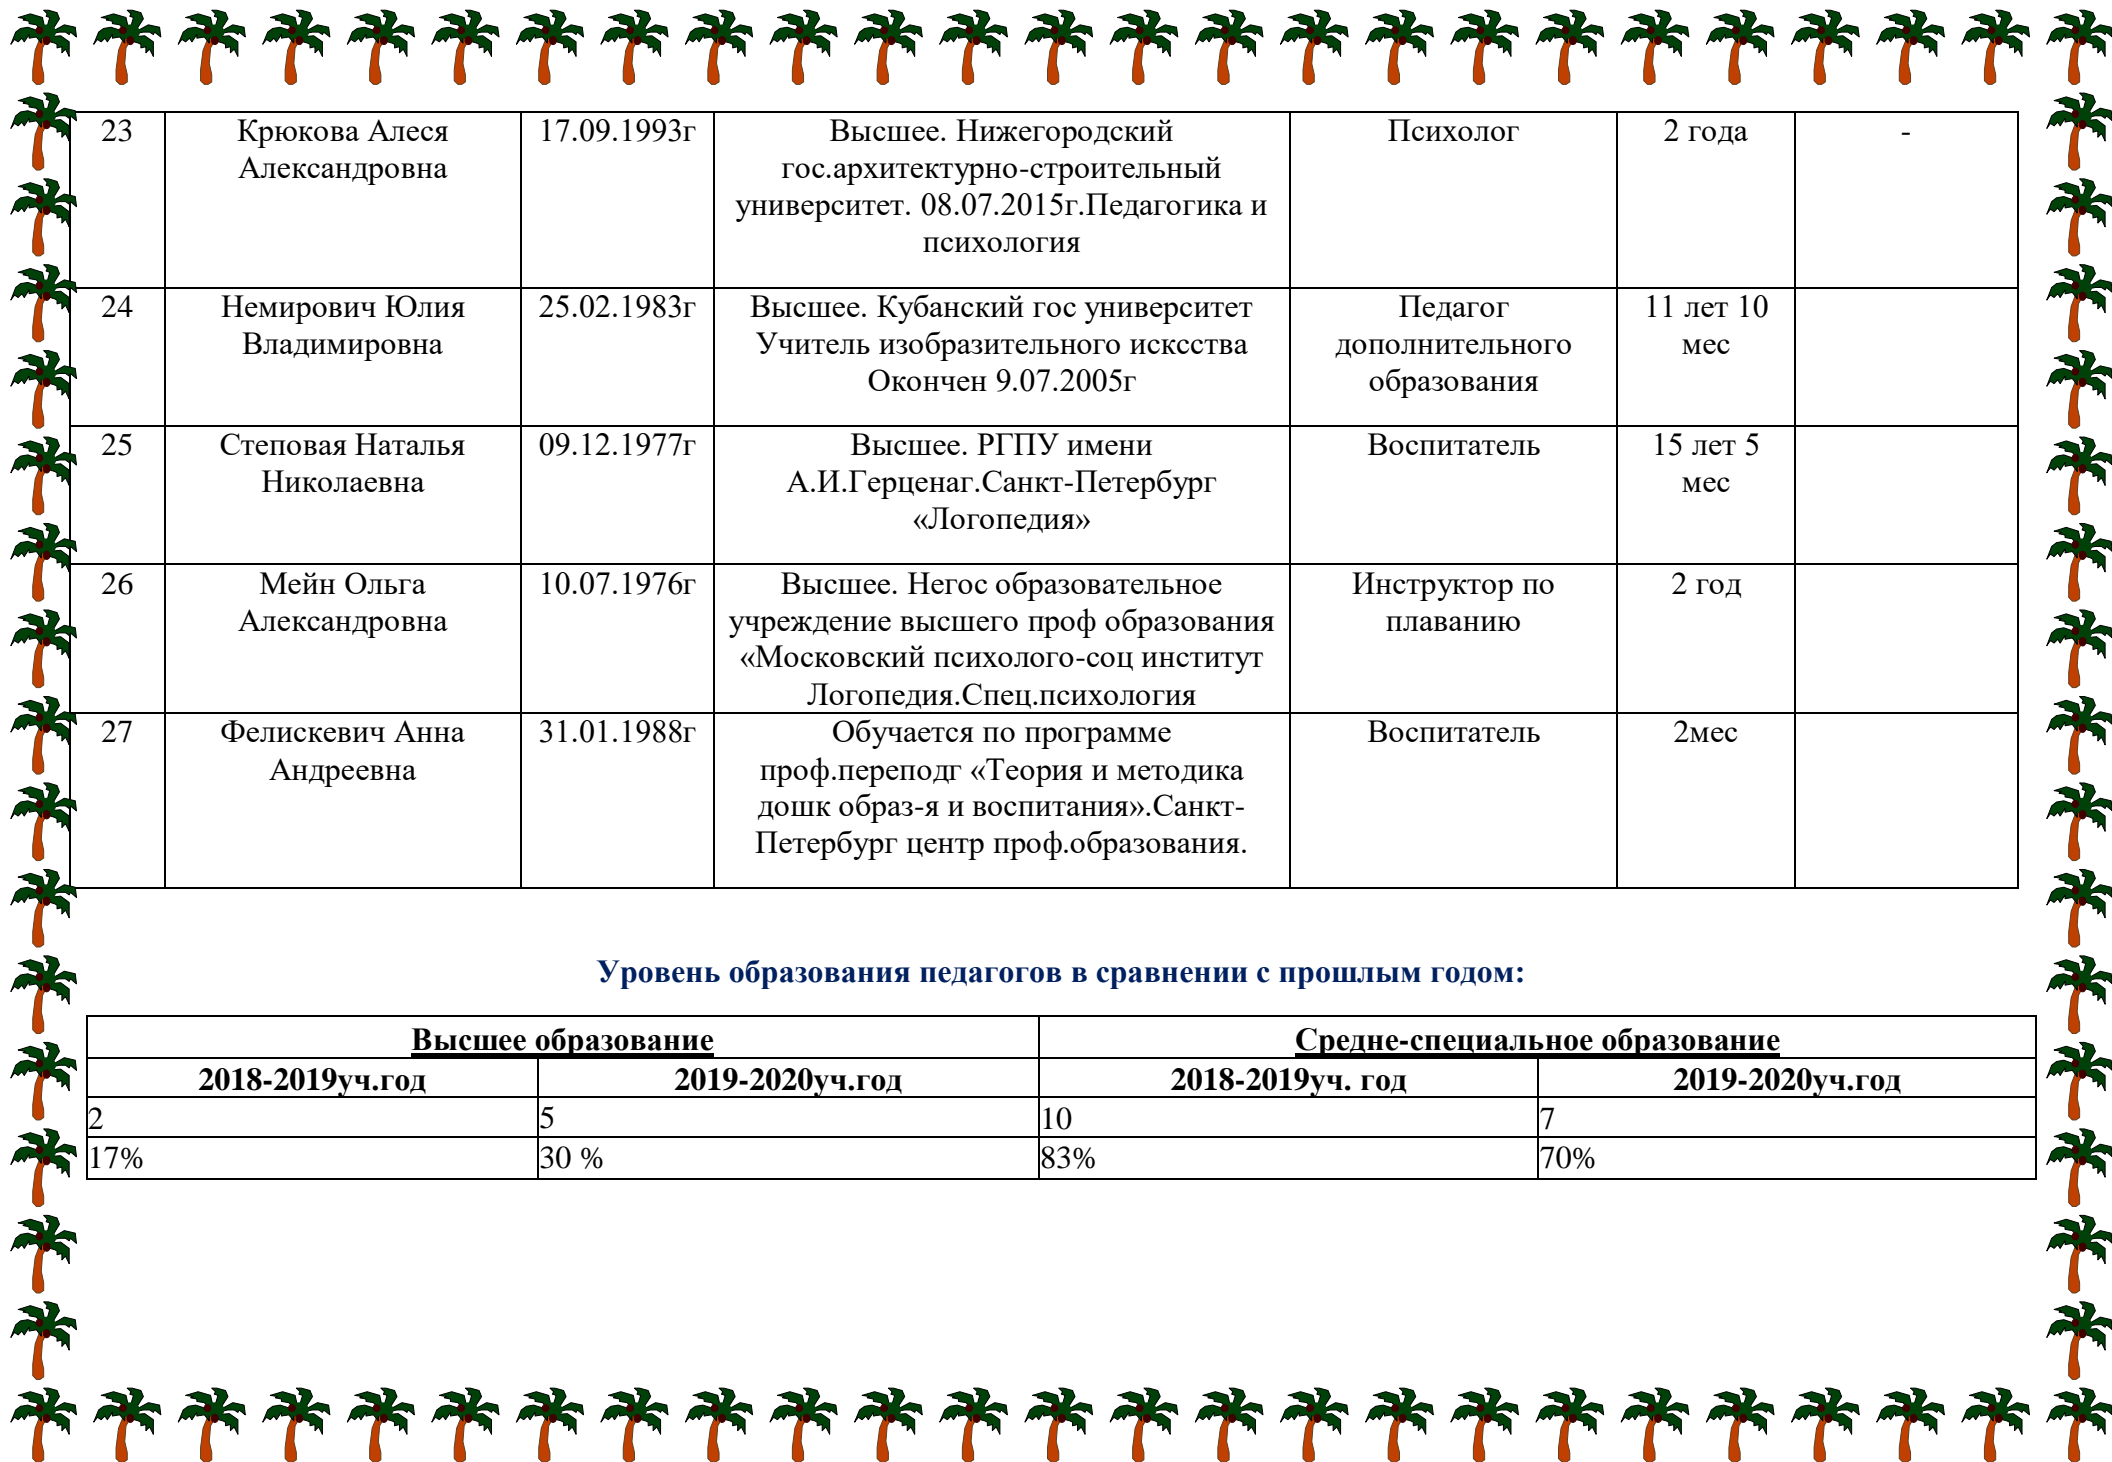 23 Крюкова Алеся 17.09.1993г Высшее. Нижегородский Психолог 2 года -
Александровна гос.архитектурно-строительный
университет. 08.07.2015г.Педагогика и
психология
24 Немирович Юлия 25.02.1983г Высшее. Кубанский гос университет Педагог 11 лет 10
Владимировна Учитель изобразительного исксства дополнительного мес
Окончен 9.07.2005г образования
25 Степовая Наталья 09.12.1977г Высшее. РГПУ имени Воспитатель 15 лет 5
Николаевна А.И.Герценаг.Санкт-Петербург мес
«Логопедия»
26 Мейн Ольга 10.07.1976г Высшее. Негос образовательное Инструктор по 2 год
Александровна учреждение высшего проф образования плаванию
«Московский психолого-соц институт
Логопедия.Спец.психология
27 Фелискевич Анна 31.01.1988г Обучается по программе Воспитатель 2мес
Андреевна проф.переподг «Теория и методика
дошк образ-я и воспитания».Санкт-
Петербург центр проф.образования.
Уровень образования педагогов в сравнении с прошлым годом:
Высшее образование Средне-специальное образование
2018-2019уч.год 2019-2020уч.год 2018-2019уч. год 2019-2020уч.год
2 5 10 7
17% 30 % 83% 70%